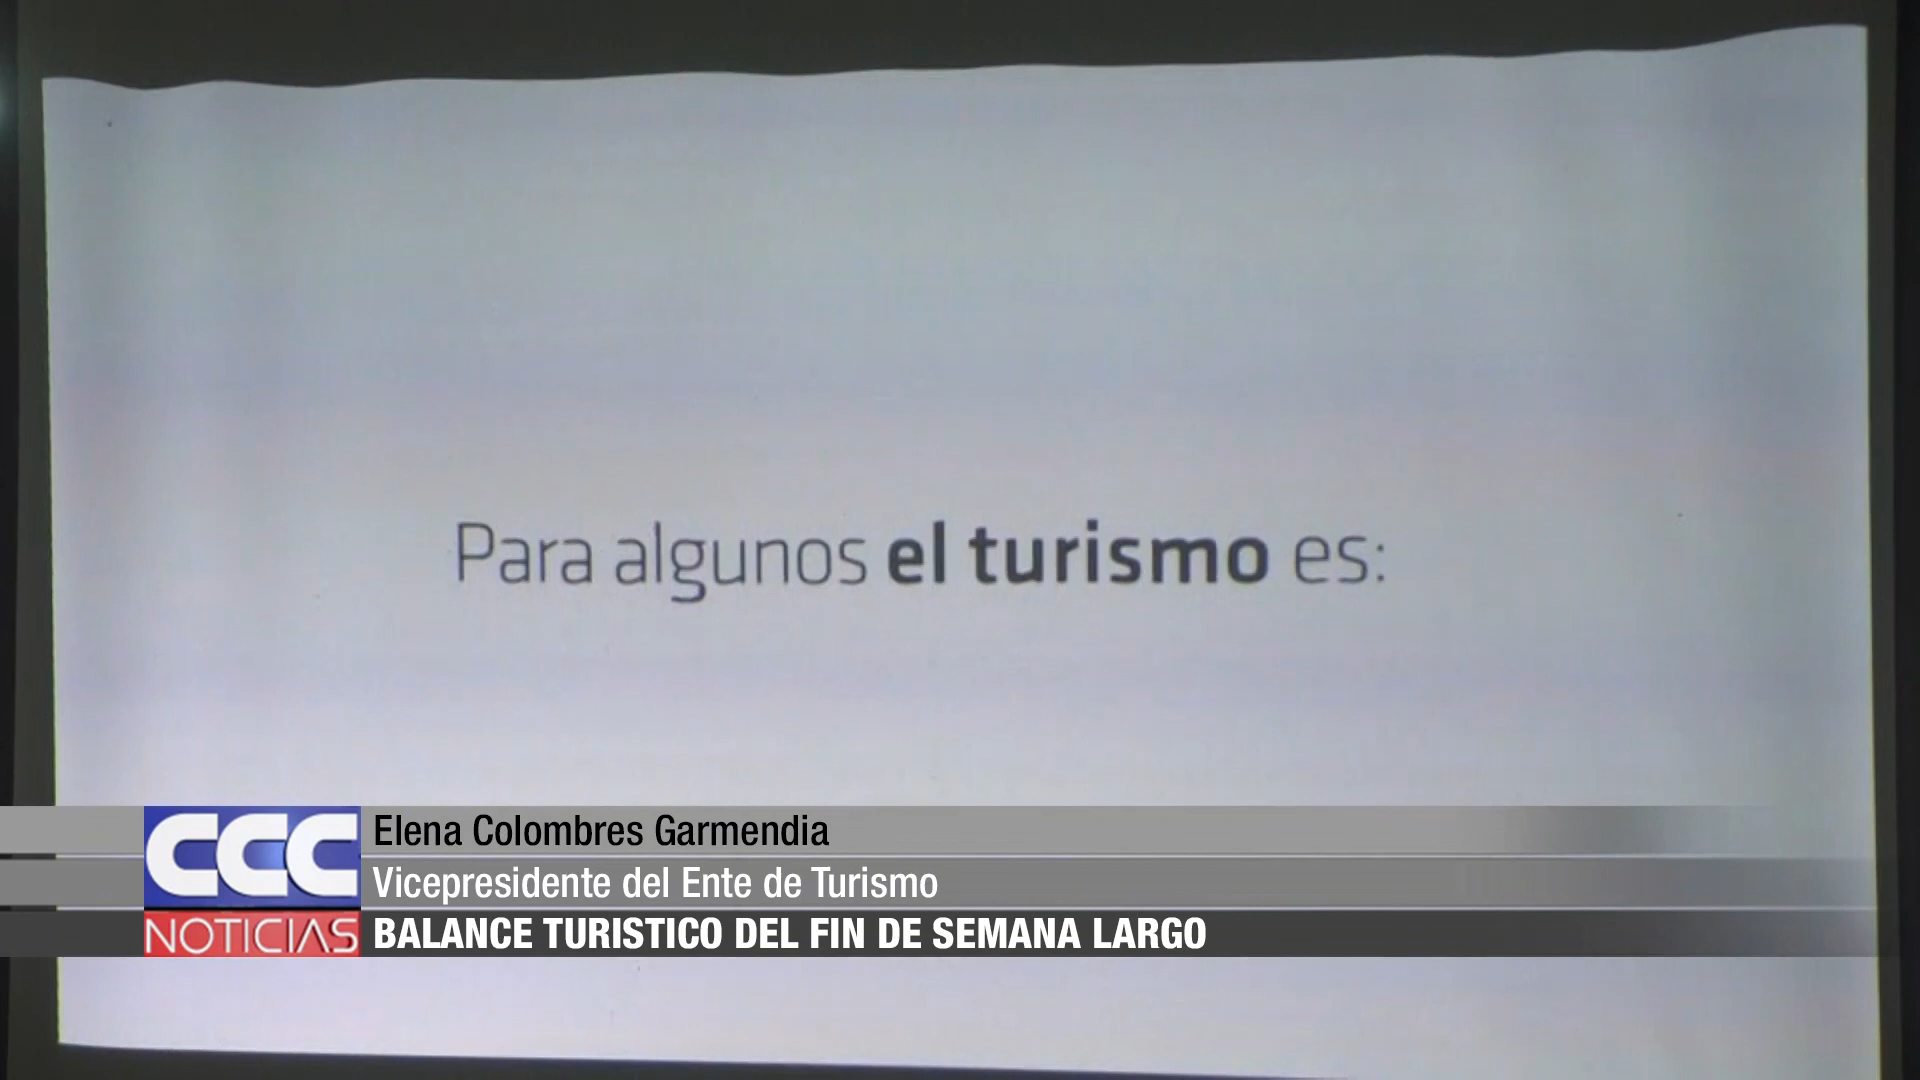 Para algunos el turismo es:
CCC
NOTICIAS
Elena Colombres Garmendia
Vicepresidente del Ente de Turismo
BALANCE TURISTICO DEL FIN DE SEMANA LARGO